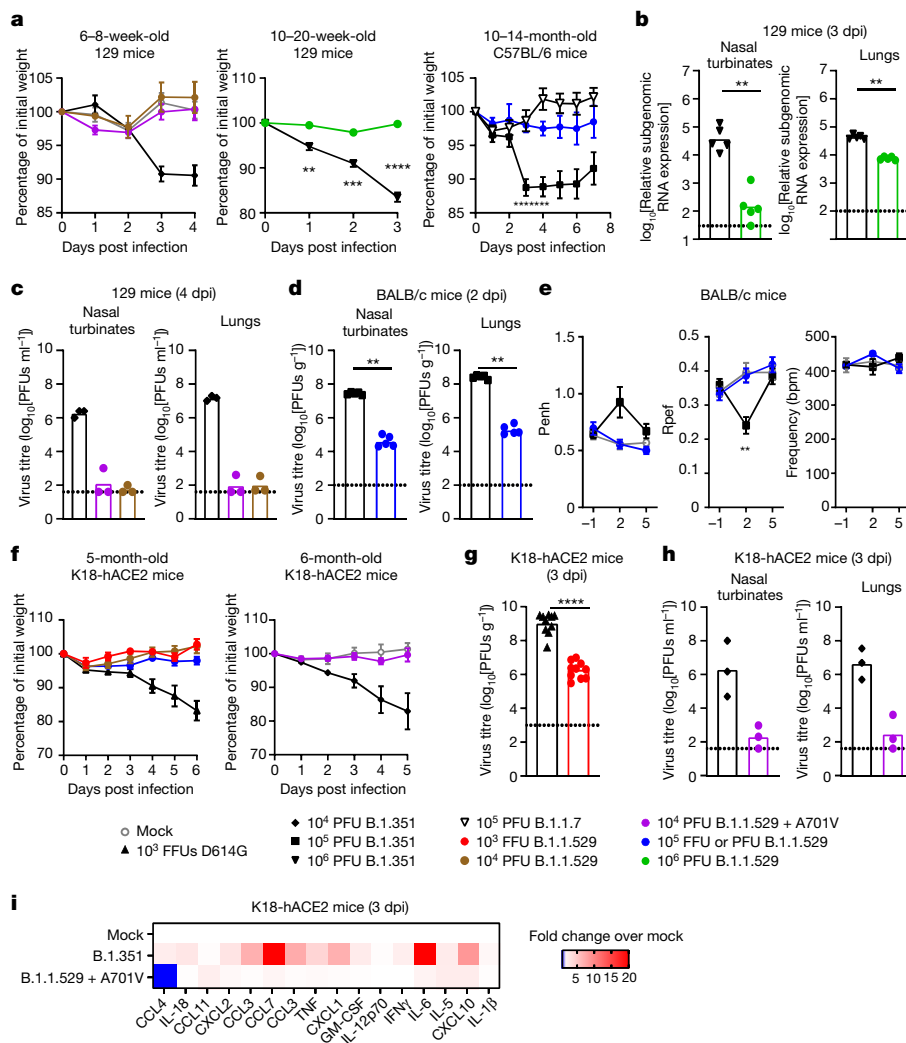 a
6–8-week-old
129 mice
Percentage of initial weight
105
100
95
90
85
0 1 2 3 4
Days post infection
10–20-week-old
129 mice
Percentage of initial weight
110
100
90
80
**
***
****
0 1 2 3
Days post infection
10–14-month-old
C57BL/6 mice
Percentage of initial weight
105
100
95
90
85
*******
0 2 4 6 8
Days post infection
b
129 mice (3 dpi)
Nasal
turbinates
log10[Relative subgenomic
RNA expression]
7
6
5
4
3
2
1
**
Lungs
log10[Relative subgenomic
RNA expression]
7
6
5
4
3
2
**
c
129 mice (4 dpi)
Nasal
turbinates
Virus titre (log10[PFUs ml−1])
10
8
6
4
2
0
Lungs
Virus titre (log10[PFUs ml−1])
10
8
6
4
2
0
d
BALB/c mice (2 dpi)
Nasal
turbinates
Virus titre (log10[PFUs g−1])
10
8
6
4
2
0
**
Lungs
Virus titre (log10[PFUs g−1])
10
8
6
4
2
0
**
e
BALB/c mice
Penh
1.5
1.0
0.5
0
−1 2 5
Rpef
0.5
0.4
0.3
0.2
0.1
0
**
−1 2 5
Frequency (bpm)
500
400
300
200
100
0
−1 2 5
f
5-month-old
K18-hACE2 mice
Percentage of initial weight
110
100
90
80
70
0 1 2 3 4 5 6
Days post infection
6-month-old
K18-hACE2 mice
Percentage of initial weight
110
100
90
80
70
0 1 2 3 4 5
Days post infection
g
K18-hACE2 mice
(3 dpi)
Virus titre (log10[PFUs g−1])
10
8
6
4
2
0
****
h
K18-hACE2 mice (3 dpi)
Nasal
turbinates
Virus titre (log10[PFUs ml−1])
10
8
6
4
2
0
Lungs
Virus titre (log10[PFUs ml−1])
10
8
6
4
2
0
Mock
10³ FFUs D614G
10⁴ PFU B.1.351
10⁵ PFU B.1.351
10⁶ PFU B.1.351
10⁵ PFU B.1.1.7
10³ FFU B.1.1.529
10⁴ PFU B.1.1.529
10⁴ PFU B.1.1.529 + A701V
10⁵ FFU or PFU B.1.1.529
10⁶ PFU B.1.1.529
i
K18-hACE2 mice (3 dpi)
Mock
B.1.351
B.1.1.529 + A701V
CCL4
IL-18
CCL11
CXCL2
CCL3
CCL7
CCL3
TNF
CXCL1
GM-CSF
IL-12p70
IFNγ
IL-6
IL-5
CXCL10
IL-1β
Fold change over mock
5 10 15 20